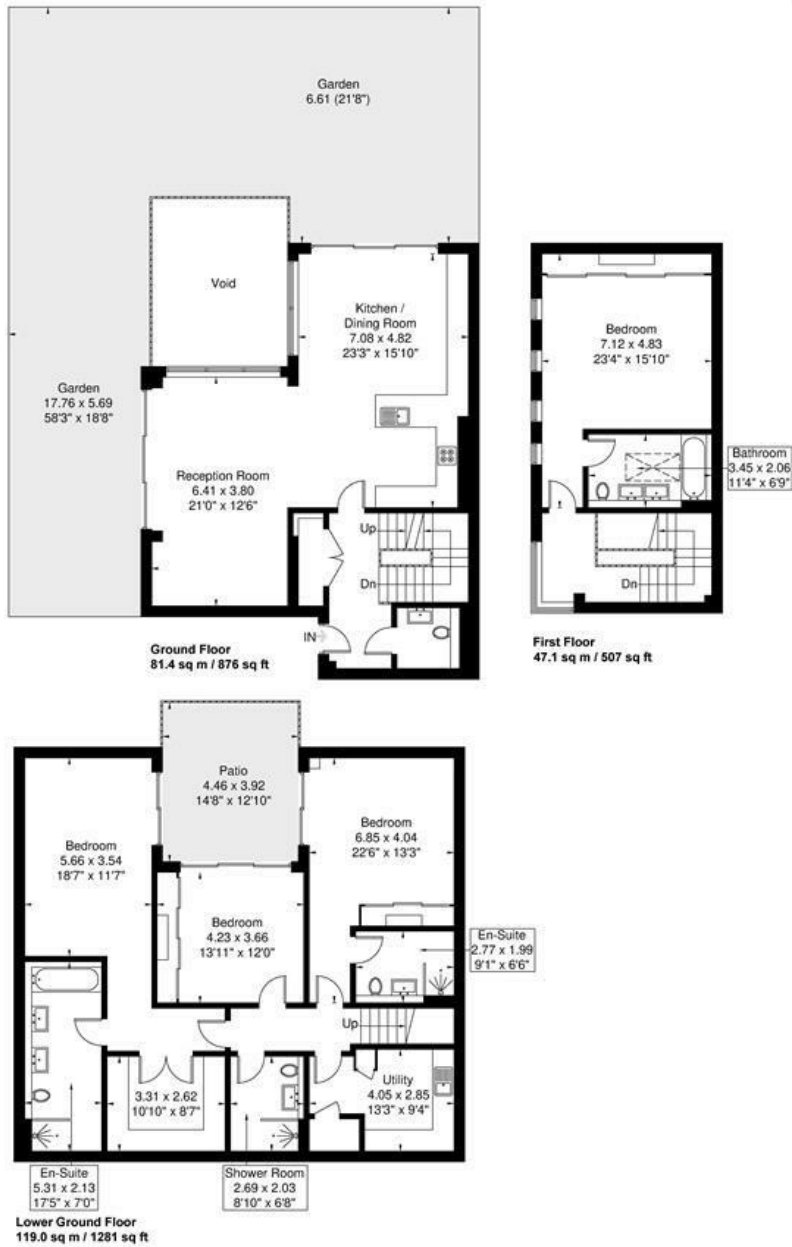 Garden
6.61 (21'8")
Void
Kitchen /
Dining Room
7.08 x 4.82
23'3" x 15'10"
Garden
17.76 x 5.69
58'3" x 18'8"
Reception Room
6.41 x 3.80
21'0" x 12'6"
Up
Dn
IN
Ground Floor
81.4 sq m / 876 sq ft
Bedroom
7.12 x 4.83
23'4" x 15'10"
Bathroom
3.45 x 2.06
11'4" x 6'9"
Dn
First Floor
47.1 sq m / 507 sq ft
Patio
4.46 x 3.92
14'8" x 12'10"
Bedroom
5.66 x 3.54
18'7" x 11'7"
Bedroom
6.85 x 4.04
22'6" x 13'3"
Bedroom
4.23 x 3.66
13'11" x 12'0"
En-Suite
2.77 x 1.99
9'1" x 6'6"
Up
3.31 x 2.62
10'10" x 8'7"
Utility
4.05 x 2.85
13'3" x 9'4"
En-Suite
5.31 x 2.13
17'5" x 7'0"
Shower Room
2.69 x 2.03
8'10" x 6'8"
Lower Ground Floor
119.0 sq m / 1281 sq ft